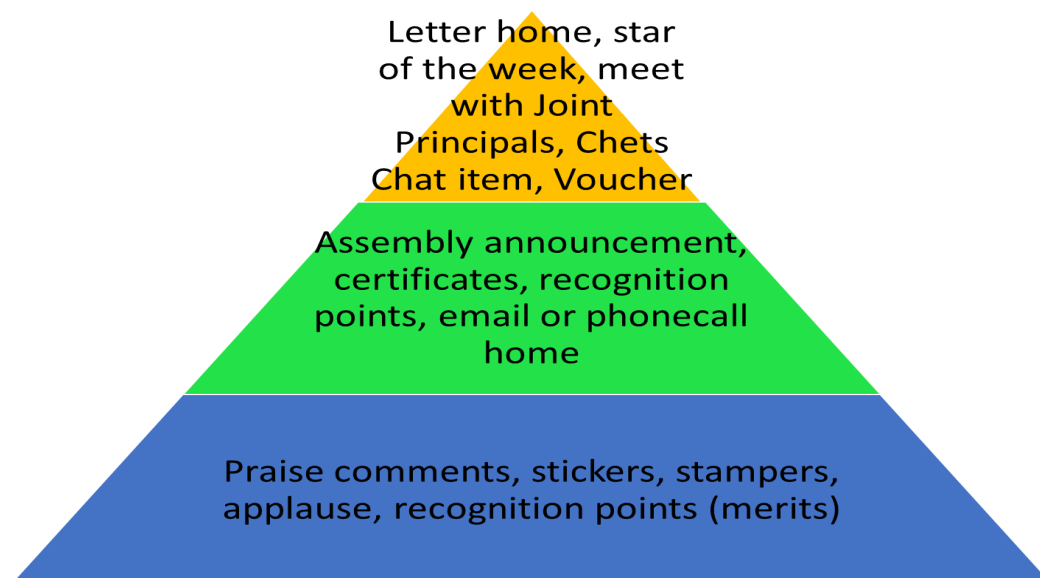 Letter home, star
of the week, meet
with Joint
Principals, Chets
Chat item, Voucher
Assembly announcement,
certificates, recognition
points, email or phonecall
home
Praise comments, stickers, stampers,
applause, recognition points (merits)